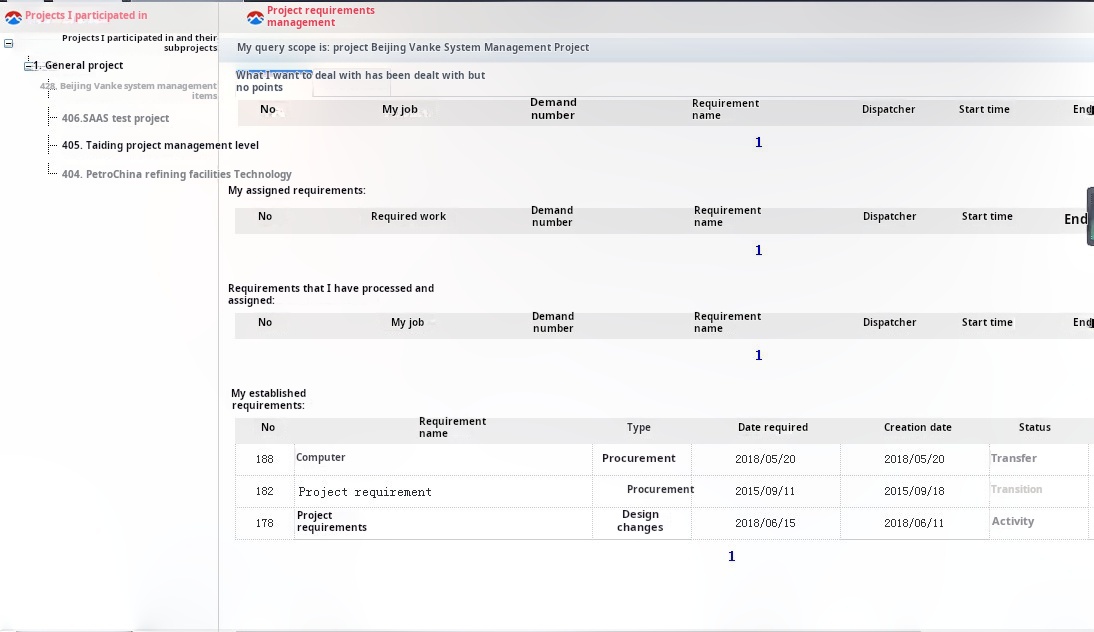 Projects I participated in
Projects I participated in and their
subprojects
1. General project
428. Beijing Vanke system management
items
406.SAAS test project
405. Taiding project management level
404. PetroChina refining facilities Technology
Project requirements
management
My query scope is: project Beijing Vanke System Management Project
What I want to deal with has been dealt with but
no points
No My job Demand number Requirement name Dispatcher Start time End
1
My assigned requirements:
No Required work Demand number Requirement name Dispatcher Start time End
1
Requirements that I have processed and
assigned:
No My job Demand number Requirement name Dispatcher Start time End
1
My established
requirements:
No Requirement name Type Date required Creation date Status
188 Computer Procurement 2018/05/20 2018/05/20 Transfer
182 Project requirement Procurement 2015/09/11 2015/09/18 Transition
178 Project requirements Design changes 2018/06/15 2018/06/11 Activity
1